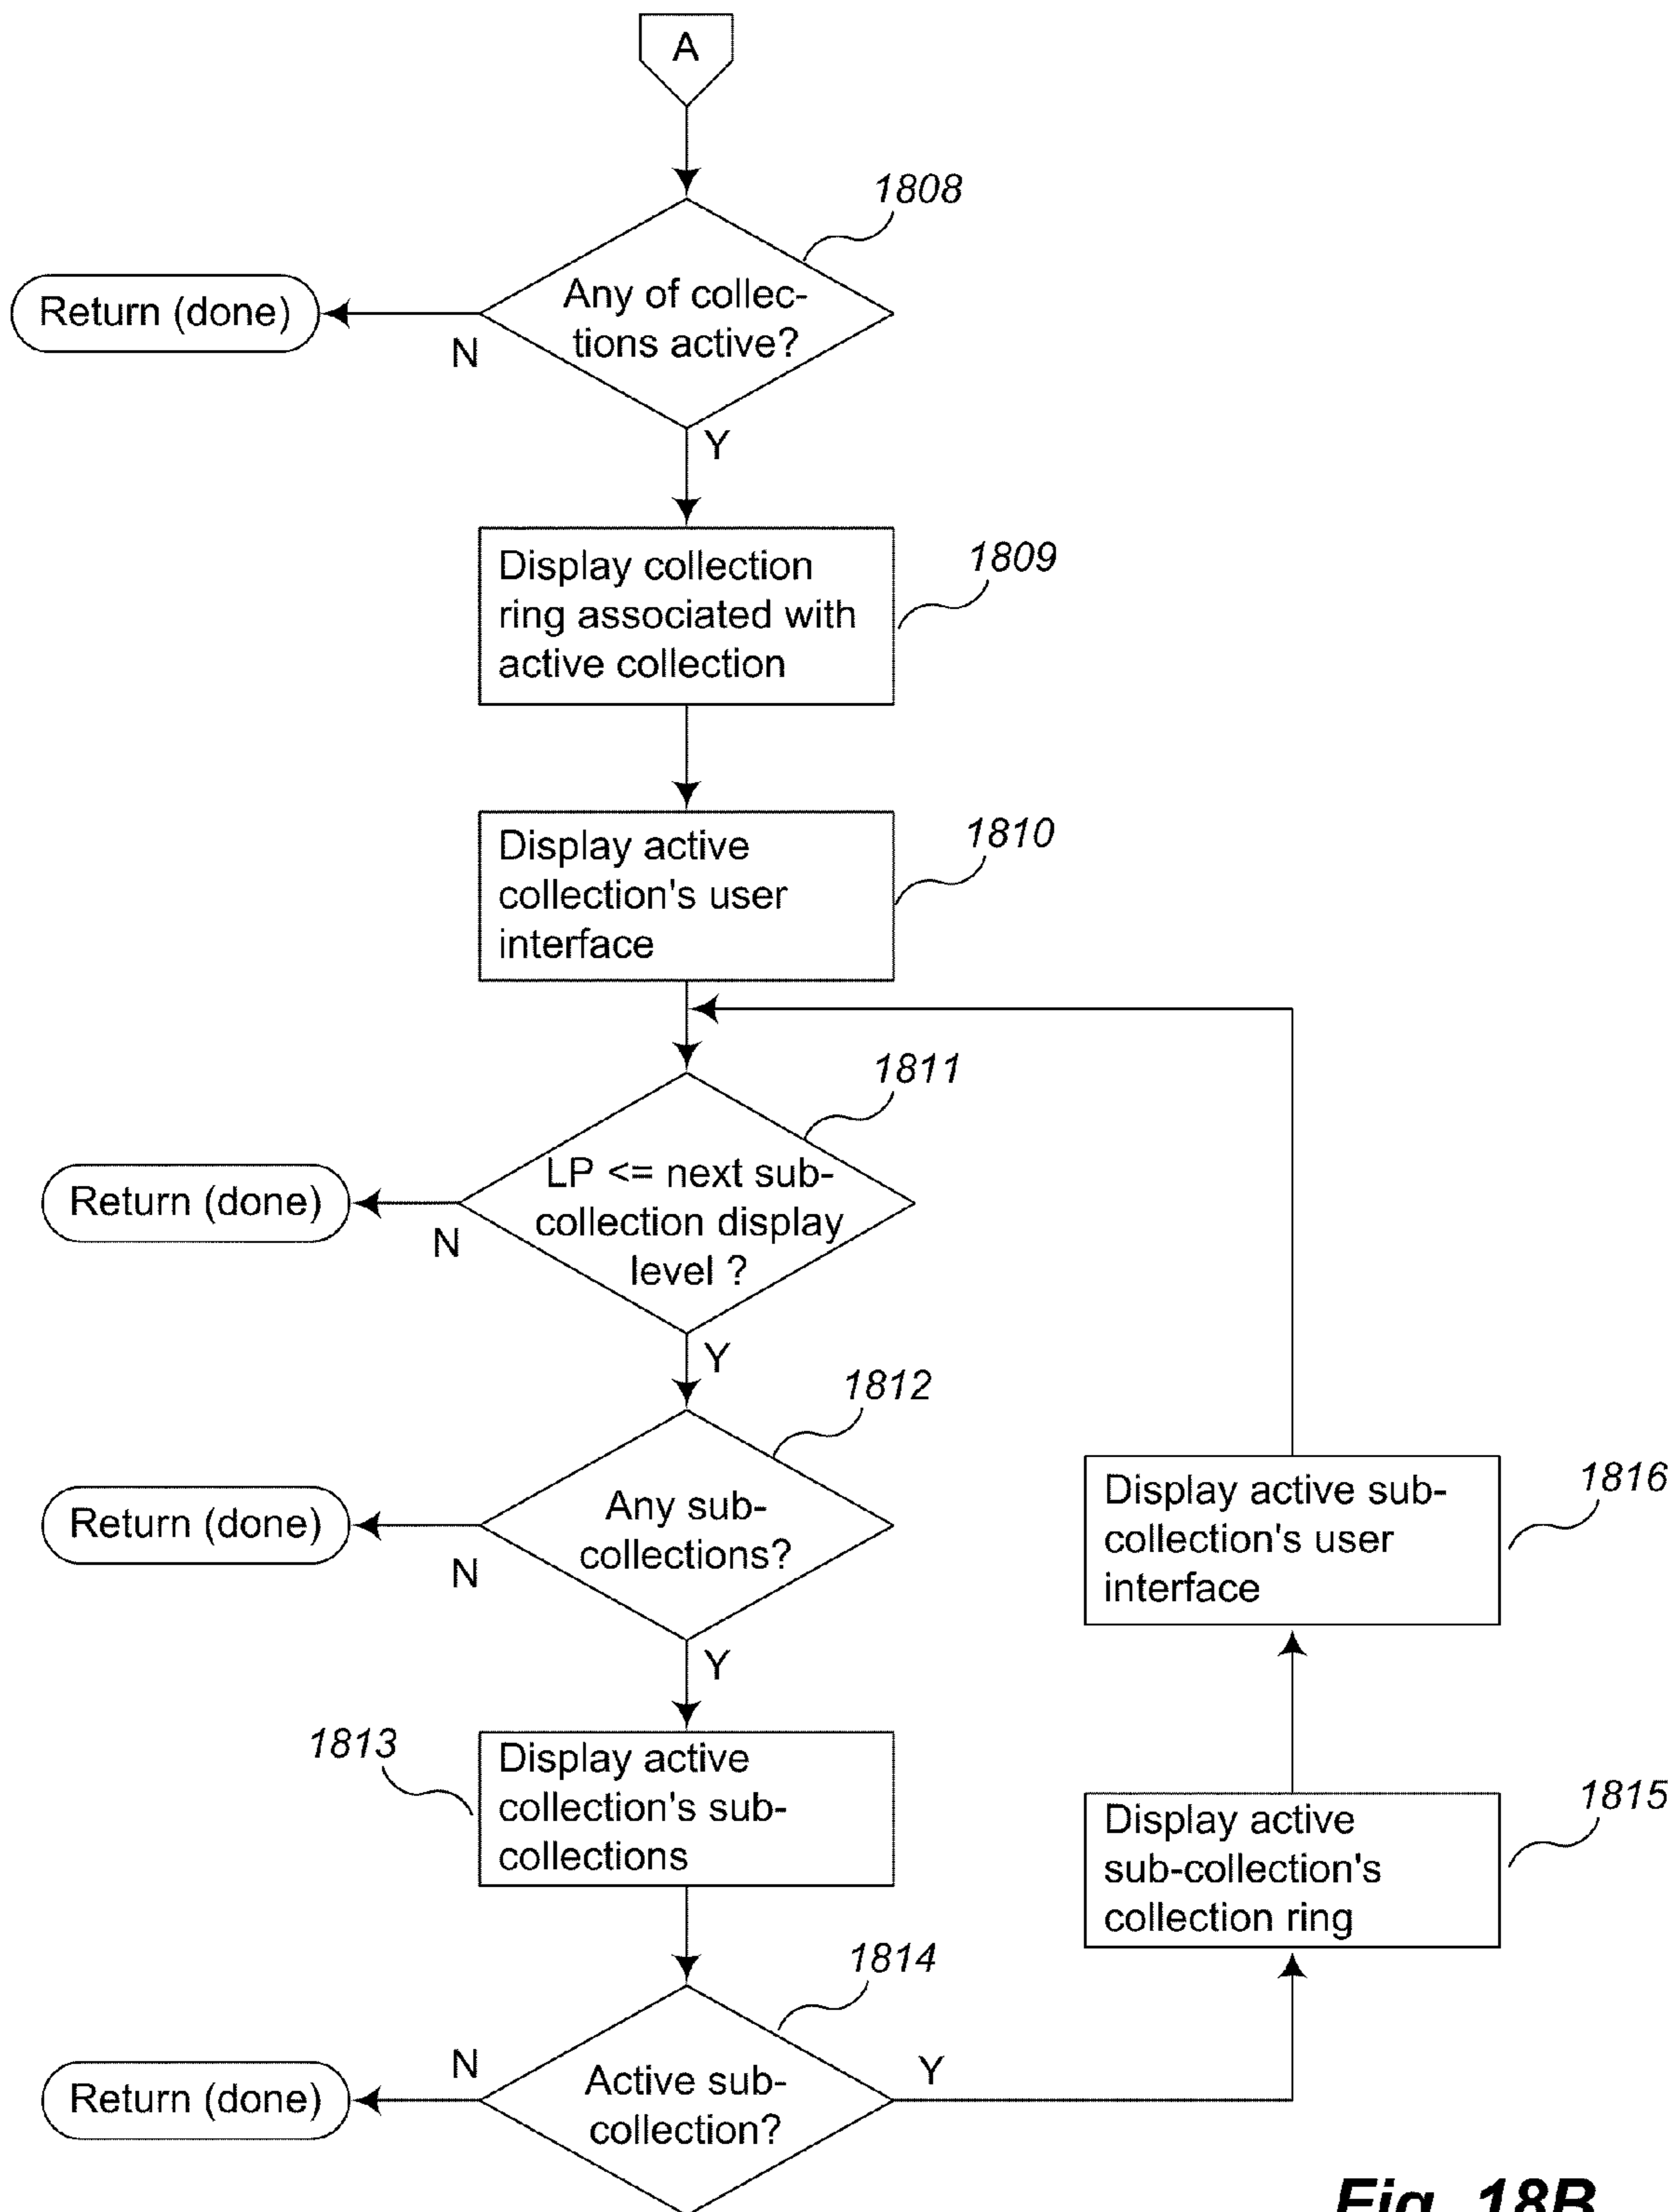 A
1808
Any of collec-
tions active?
Return (done)
N
Y
1809
Display collection
ring associated with
active collection
1810
Display active
collection's user
interface
1811
LP <= next sub-
collection display
level ?
Return (done)
N
Y
1812
Any sub-
collections?
Return (done)
N
Y
1813
Display active
collection's sub-
collections
1814
Active sub-
collection?
N
Return (done)
Y
1815
Display active
sub-collection's
collection ring
1816
Display active sub-
collection's user
interface
Fig. 18B